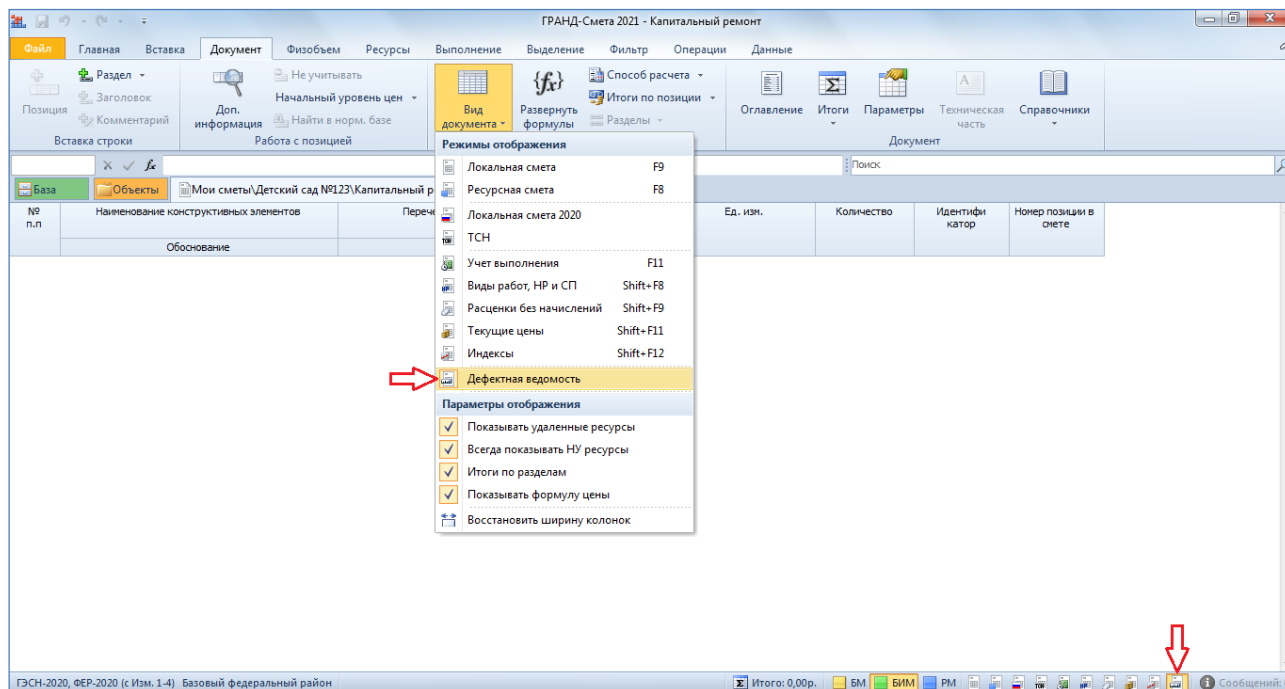 ГРАНД-Смета 2021 - Капитальный ремонт
Файл Главная Вставка Документ Физобъем Ресурсы Выполнение Выделение Фильтр Операции Данные
Позиция
Раздел
Заголовок
Комментарий
Вставка строки
Доп. информация
Не учитывать
Начальный уровень цен
Найти в норм. базе
Работа с позицией
Вид документа
Развернуть формулы
Способ расчета
Итоги по позиции
Разделы
Оглавление Итоги Параметры Техническая часть Справочники
Документ
fx
Поиск
База Объекты Мои сметы\Детский сад №123\Капитальный р
№ п.п
Наименование конструктивных элементов
Обоснование
Перече
Ед. изм.
Количество
Идентифи катор
Номер позиции в смете
Режимы отображения
Локальная смета F9
Ресурсная смета F8
Локальная смета 2020
ТСН
Учет выполнения F11
Виды работ, НР и СП Shift+F8
Расценки без начислений Shift+F9
Текущие цены Shift+F11
Индексы Shift+F12
Дефектная ведомость
Параметры отображения
Показывать удаленные ресурсы
Всегда показывать НУ ресурсы
Итоги по разделам
Показывать формулу цены
Восстановить ширину колонок
ГЭСН-2020, ФЕР-2020 (с Изм. 1-4) Базовый федеральный район
Σ Итого: 0,00р. БМ БИМ РМ Сообщений: